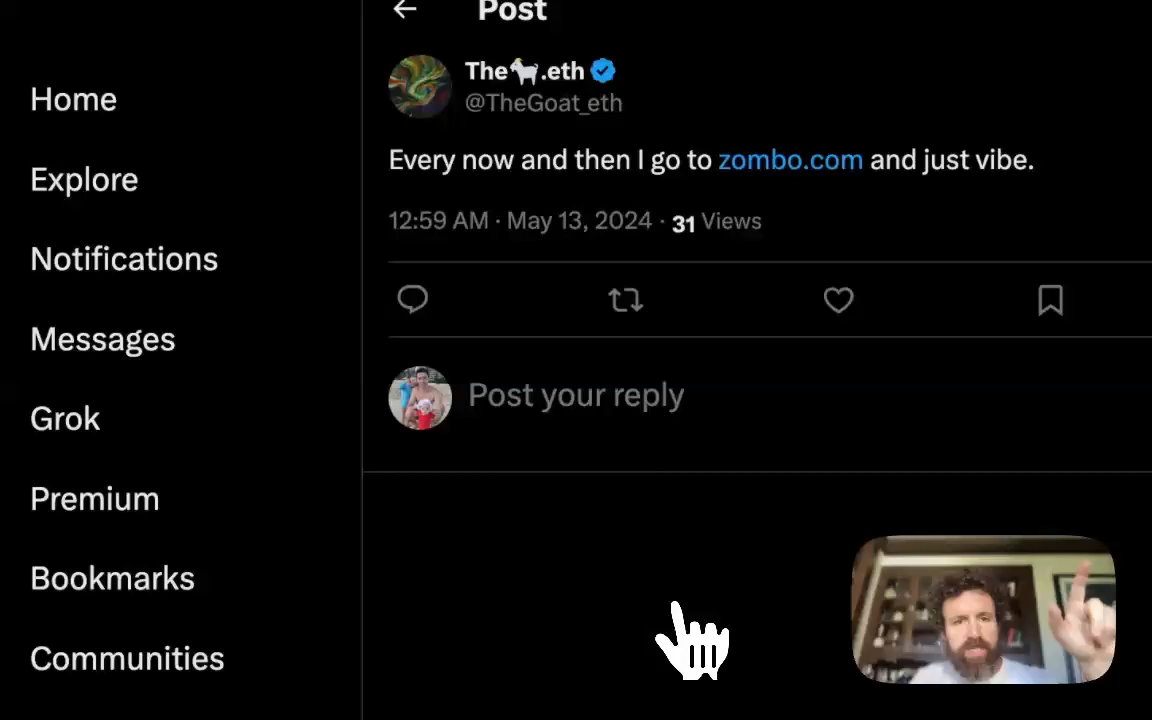 Post
Home
Explore
Notifications
Messages
Grok
Premium
Bookmarks
Communities
The🐐.eth
@TheGoat_eth
Every now and then I go to zombo.com and just vibe.
12:59 AM · May 13, 2024 · 31 Views
Post your reply